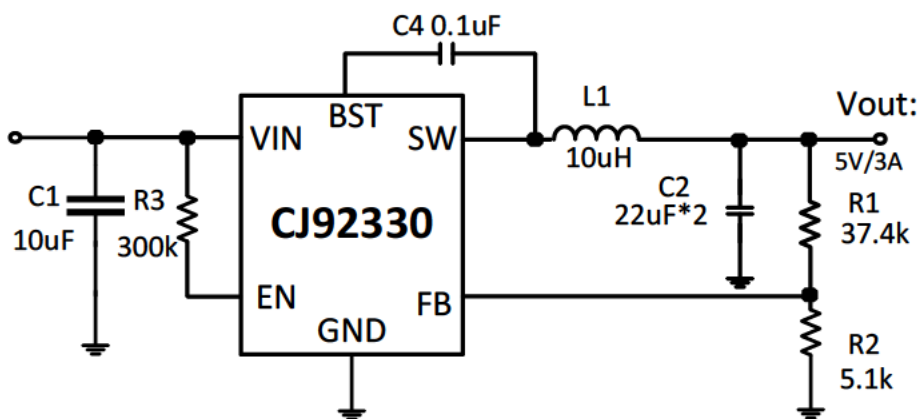 C4 0.1uF
BST
L1
Vout:
VIN
SW
10uH
5V/3A
C1
10uF
R3
300k
CJ92330
C2
22uF*2
R1
37.4k
EN
FB
GND
R2
5.1k